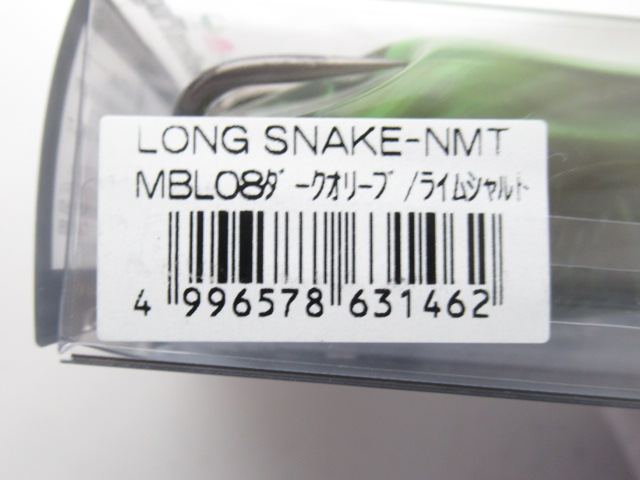 LONG SNAKE-NMT
MBL08ﾀﾞｰｸｵﾘｰﾌﾞ/ﾗｲﾑｼｬﾙﾄ
4 996578 631462